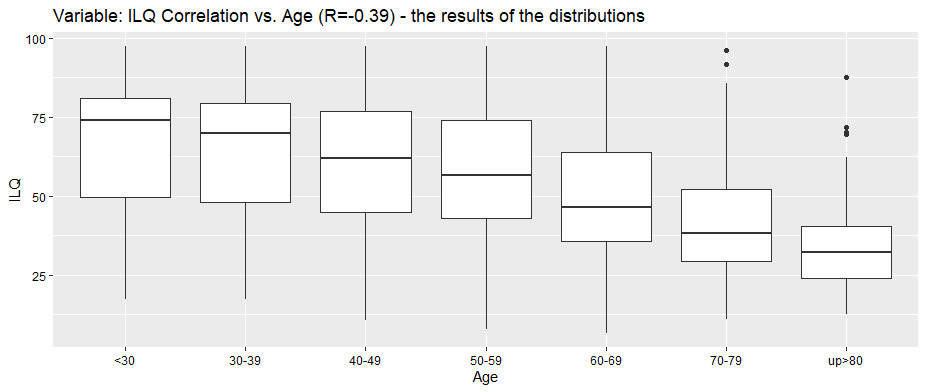 Variable: ILQ Correlation vs. Age (R=-0.39) - the results of the distributions
100
75
50
25
ILQ
<30
30-39
40-49
50-59
60-69
70-79
up>80
Age